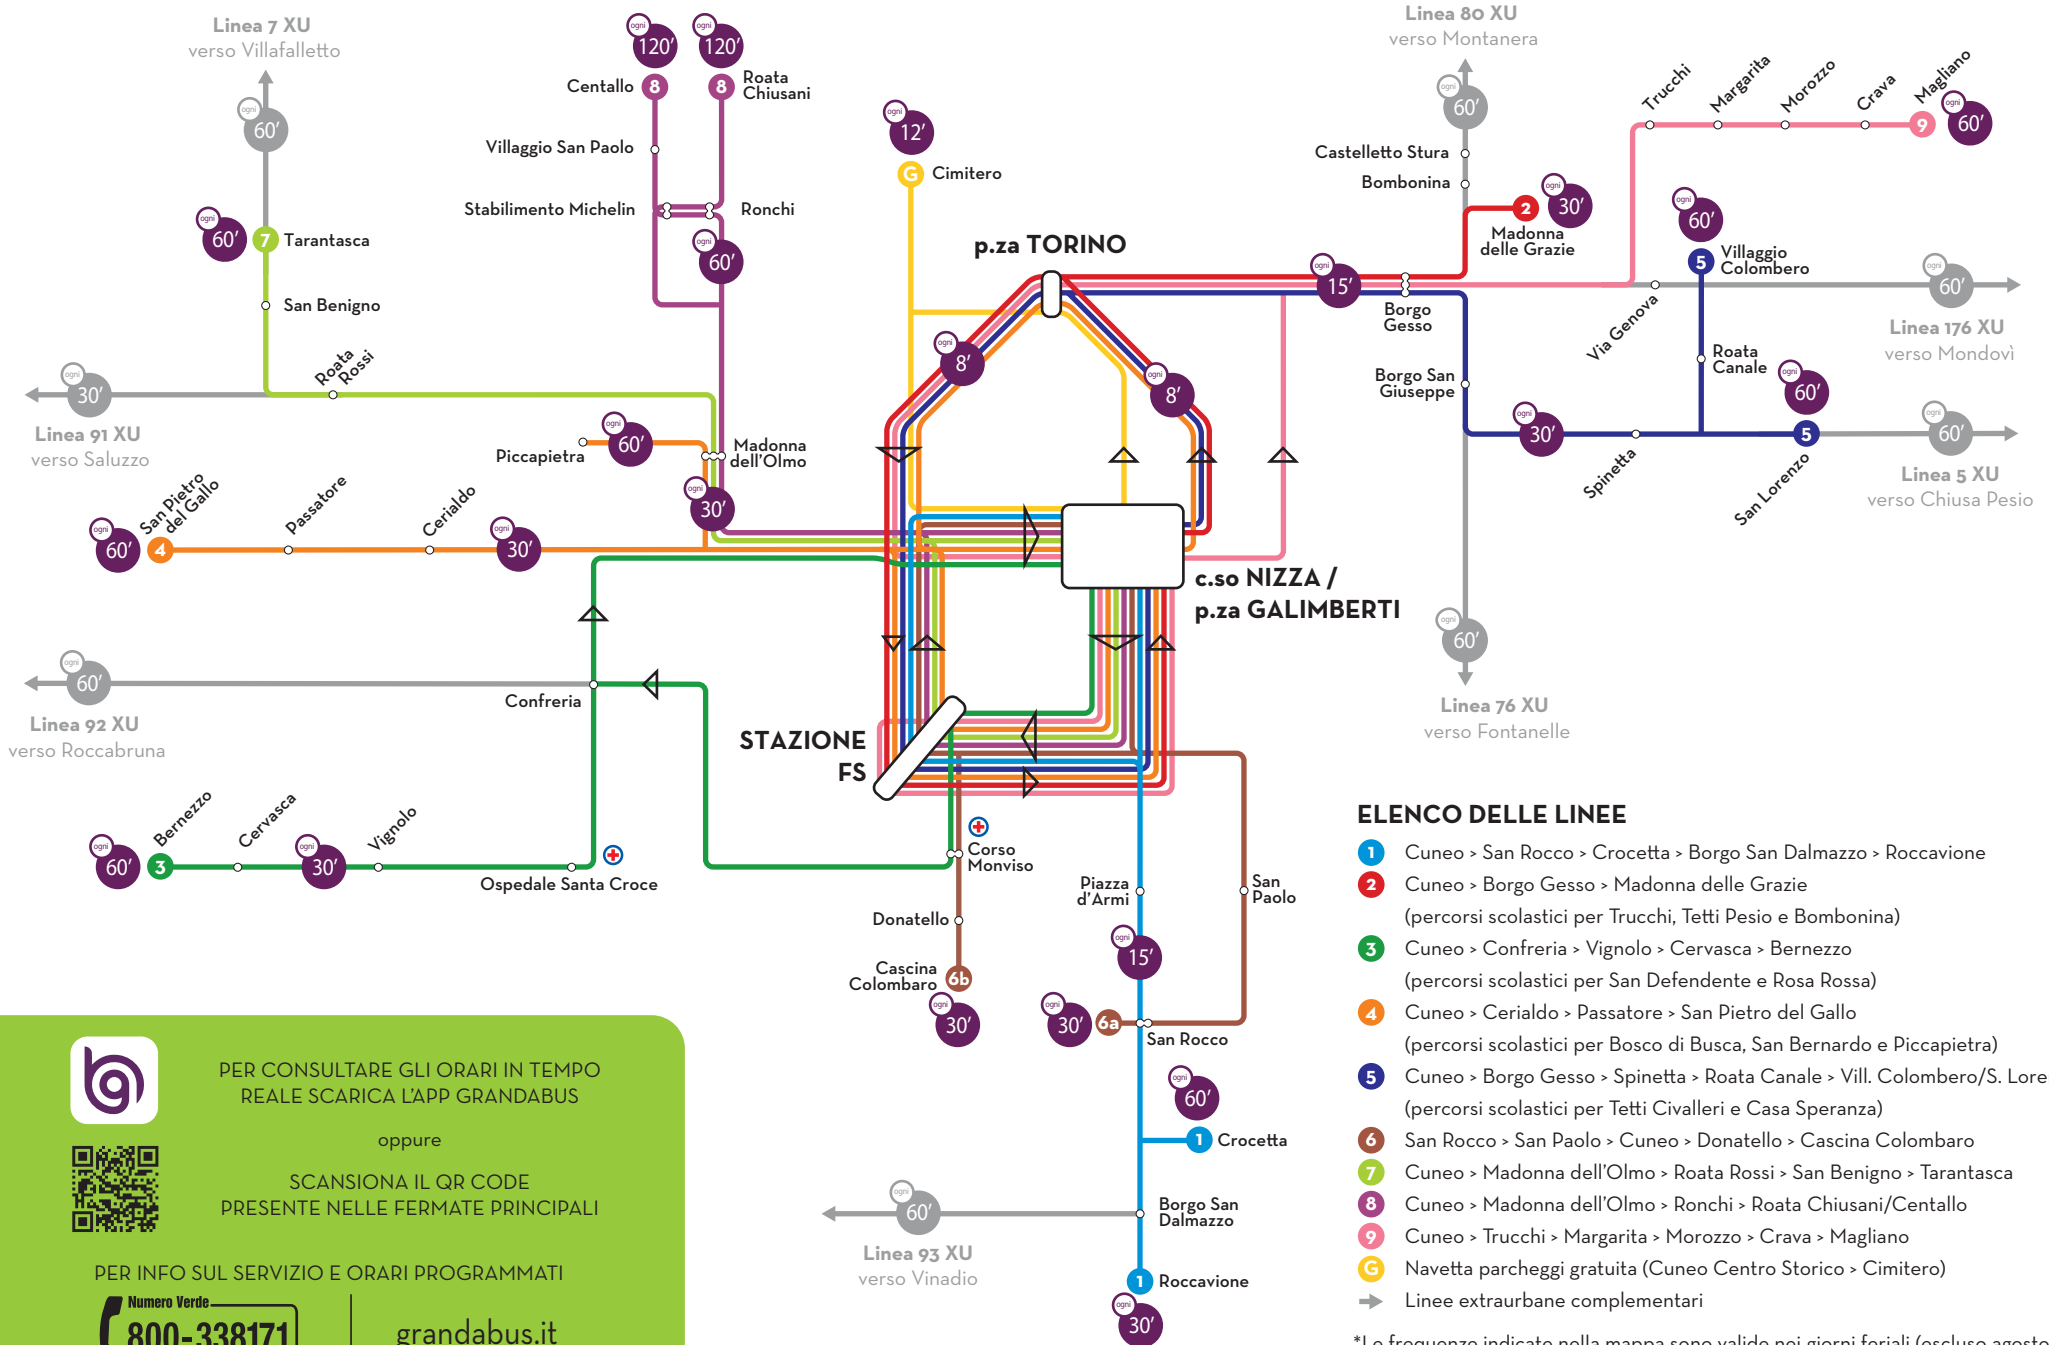 Linea 7 XU
verso Villafalletto
ogni 60'
ogni 120'
ogni 120'
Centallo
8
8
Roata
Chiusani
Villaggio San Paolo
Stabilimento Michelin
Ronchi
ogni 60'
ogni 60'
7
Tarantasca
San Benigno
Roata
Rossi
ogni 30'
Linea 91 XU
verso Saluzzo
ogni 12'
G
Cimitero
p.za TORINO
ogni 8'
ogni 8'
Linea 80 XU
verso Montanera
ogni 60'
Castelletto Stura
Bombonina
2
ogni 30'
Madonna
delle Grazie
Trucchi
Margarita
Morozzo
Crava
Magliano
9
ogni 60'
ogni 60'
5
Villaggio
Colombero
ogni 15'
Borgo
Gesso
Via Genova
ogni 60'
Linea 176 XU
verso Mondovì
Roata
Canale
Borgo San
Giuseppe
ogni 60'
ogni 30'
Spinetta
5
San Lorenzo
ogni 60'
Linea 5 XU
verso Chiusa Pesio
Piccapietra
ogni 60'
Madonna
dell'Olmo
ogni 30'
ogni 60'
San Pietro
del Gallo
4
Passatore
Cerialdo
ogni 30'
c.so NIZZA /
p.za GALIMBERTI
ogni 60'
Linea 76 XU
verso Fontanelle
ogni 60'
Linea 92 XU
verso Roccabruna
Confreria
STAZIONE
FS
ogni 60'
Bernezzo
3
Cervasca
ogni 30'
Vignolo
Ospedale Santa Croce
Corso
Monviso
Donatello
Cascina
Colombaro
6b
ogni 30'
Piazza
d'Armi
San
Paolo
ogni 15'
ogni 30'
6a
San Rocco
ogni 60'
1
Crocetta
ogni 60'
Linea 93 XU
verso Vinadio
Borgo San
Dalmazzo
1
Roccavione
ogni 30'
ELENCO DELLE LINEE
1 Cuneo > San Rocco > Crocetta > Borgo San Dalmazzo > Roccavione
2 Cuneo > Borgo Gesso > Madonna delle Grazie
(percorsi scolastici per Trucchi, Tetti Pesio e Bombonina)
3 Cuneo > Confreria > Vignolo > Cervasca > Bernezzo
(percorsi scolastici per San Defendente e Rosa Rossa)
4 Cuneo > Cerialdo > Passatore > San Pietro del Gallo
(percorsi scolastici per Bosco di Busca, San Bernardo e Piccapietra)
5 Cuneo > Borgo Gesso > Spinetta > Roata Canale > Vill. Colombero/S. Lore
(percorsi scolastici per Tetti Civalleri e Casa Speranza)
6 San Rocco > San Paolo > Cuneo > Donatello > Cascina Colombaro
7 Cuneo > Madonna dell'Olmo > Roata Rossi > San Benigno > Tarantasca
8 Cuneo > Madonna dell'Olmo > Ronchi > Roata Chiusani/Centallo
9 Cuneo > Trucchi > Margarita > Morozzo > Crava > Magliano
G Navetta parcheggi gratuita (Cuneo Centro Storico > Cimitero)
Linee extraurbane complementari
*Le frequenze indicate nella mappa sono valide nei giorni feriali (escluso agosto
PER CONSULTARE GLI ORARI IN TEMPO
REALE SCARICA L'APP GRANDABUS
oppure
SCANSIONA IL QR CODE
PRESENTE NELLE FERMATE PRINCIPALI
PER INFO SUL SERVIZIO E ORARI PROGRAMMATI
Numero Verde
800-338171
grandabus.it